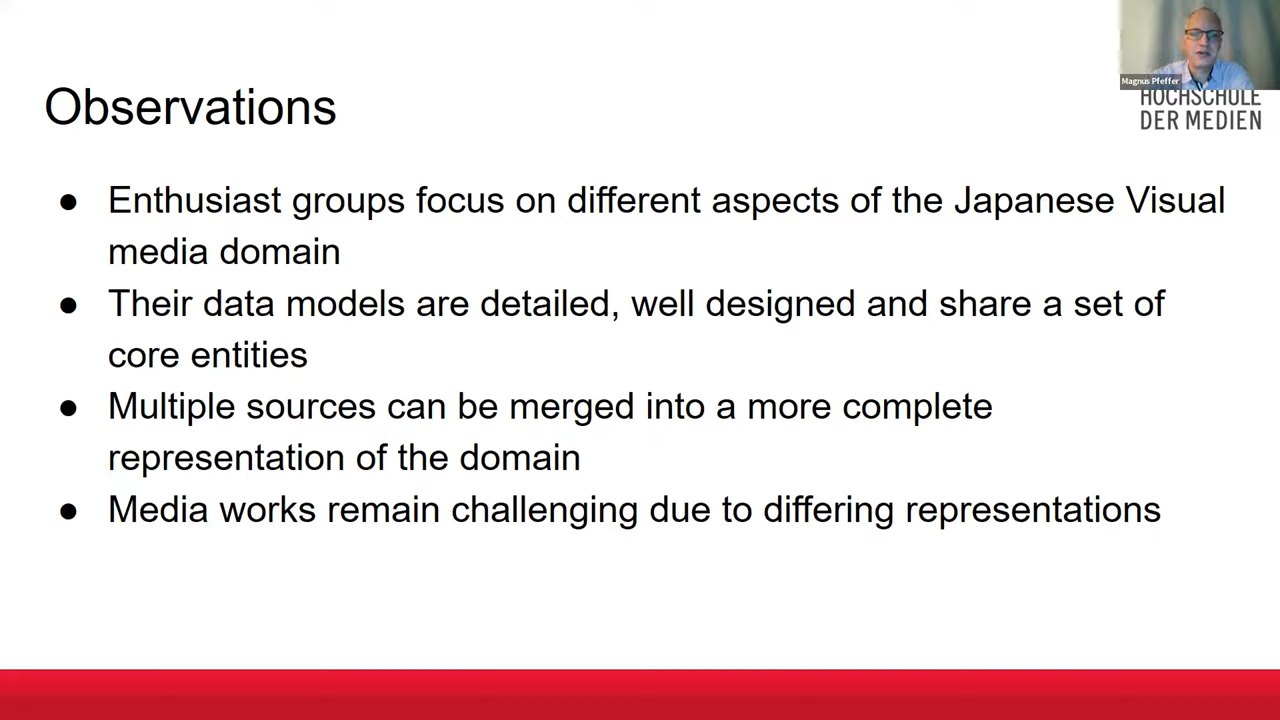 Magnus Pfeffer
HOCHSCHULE
DER MEDIEN
Observations
● Enthusiast groups focus on different aspects of the Japanese Visual
media domain
● Their data models are detailed, well designed and share a set of
core entities
● Multiple sources can be merged into a more complete
representation of the domain
● Media works remain challenging due to differing representations